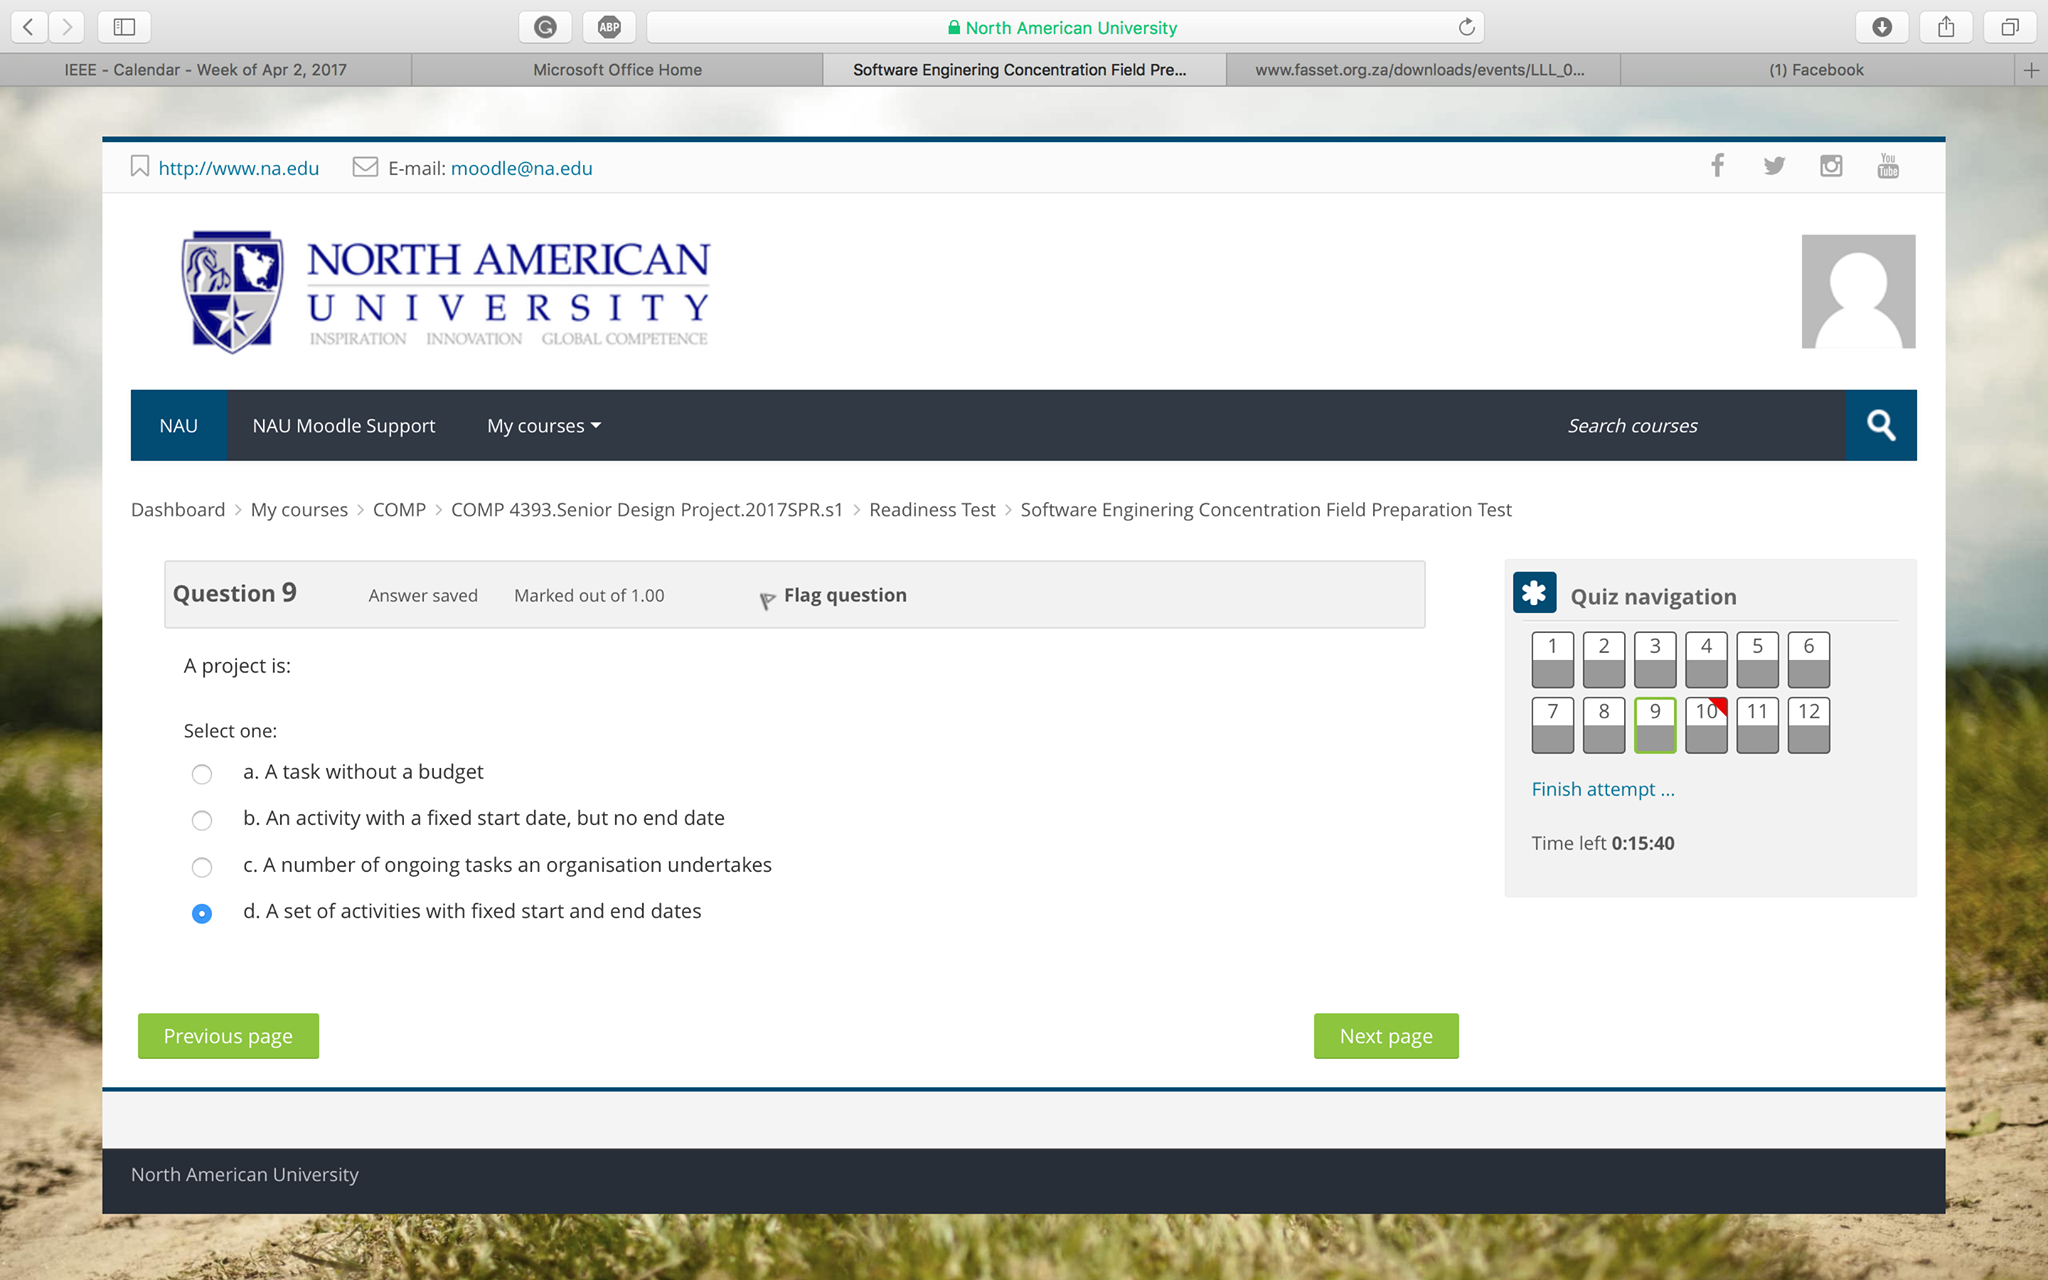 ABP
North American University
IEEE - Calendar - Week of Apr 2, 2017
Microsoft Office Home
Software Enginering Concentration Field Pre...
www.fasset.org.za/downloads/events/LLL_0...
(1) Facebook
http://www.na.edu
E-mail: moodle@na.edu
You
Tube
NORTH AMERICAN
UNIVERSITY
INSPIRATION INNOVATION GLOBAL COMPETENCE
NAU
NAU Moodle Support
My courses
Search courses
Dashboard > My courses > COMP > COMP 4393.Senior Design Project.2017SPR.s1 > Readiness Test > Software Enginering Concentration Field Preparation Test
Question 9
Answer saved
Marked out of 1.00
Flag question
A project is:
Select one:
a. A task without a budget
b. An activity with a fixed start date, but no end date
c. A number of ongoing tasks an organisation undertakes
d. A set of activities with fixed start and end dates
Previous page
Next page
Quiz navigation
1 2 3 4 5 6
7 8 9 10 11 12
Finish attempt ...
Time left 0:15:40
North American University